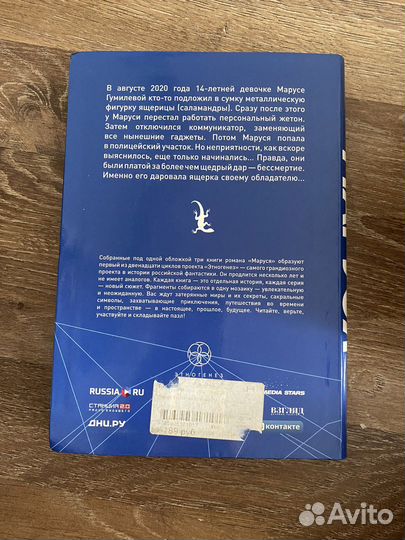 В августе 2020 года 14-летней девочке Марусе
Гумилевой кто-то подложил в сумку металлическую
фигурку ящерицы (саламандры). Сразу после этого
у Маруси перестал работать персональный жетон.
Затем отключился коммуникатор, заменяющий
все нынешние гаджеты. Потом Маруся попала
в полицейский участок. Но неприятности, как вскоре
выяснилось, еще только начинались... Правда, они
были платой за более чем щедрый дар — бессмертие.
Именно его даровала ящерка своему обладателю...
Собранные под одной обложкой три книги романа «Маруся» образуют
первый из двенадцати циклов проекта «Этногенез» — самого грандиозного
проекта в истории российской фантастики. Он продлится несколько лет и
не имеет аналогов. Каждая книга — это отдельная история, каждая серия
- новый сюжет. Фрагменты собираются в одну мозаику — увлекательную
и неожиданную. Вас ждут затерянные миры и их секреты, сакральные
символы, захватывающие приключения, путешествия во времени
и пространстве — в настоящее, прошлое, будущее. Читайте, верьте,
участвуйте и складывайте пазл!
ЭТНОГЕНЕЗ
RUSSIA RU
MEDIA STARS
СТАНЦИЯ 2.0
ВЗГЛЯД
ДНИ.РУ
контакте
189 руб
Avito